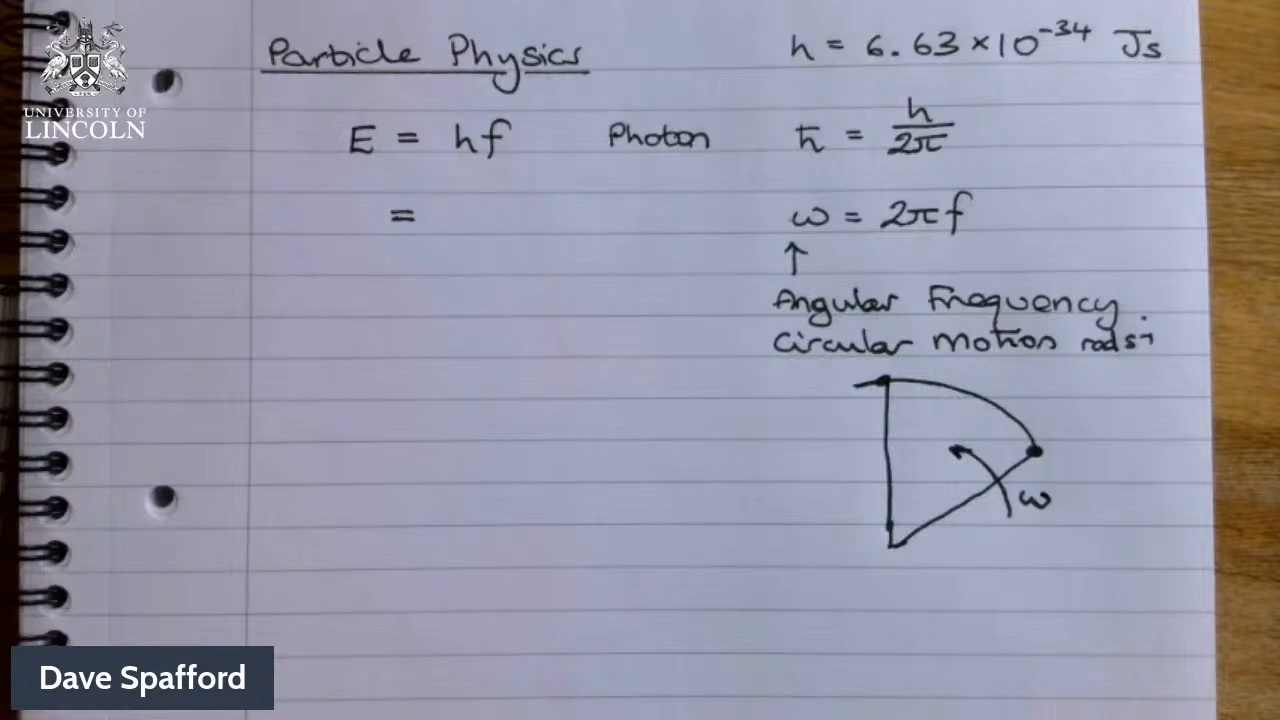 UNIVERSITY OF
LINCOLN
Particle Physics
h = 6.63 × 10⁻³⁴ Js
E = hf Photon ħ = h/2π
= ω = 2πf
↑
Angular Frequency.
Circular Motion rads⁻¹
ω
Dave Spafford